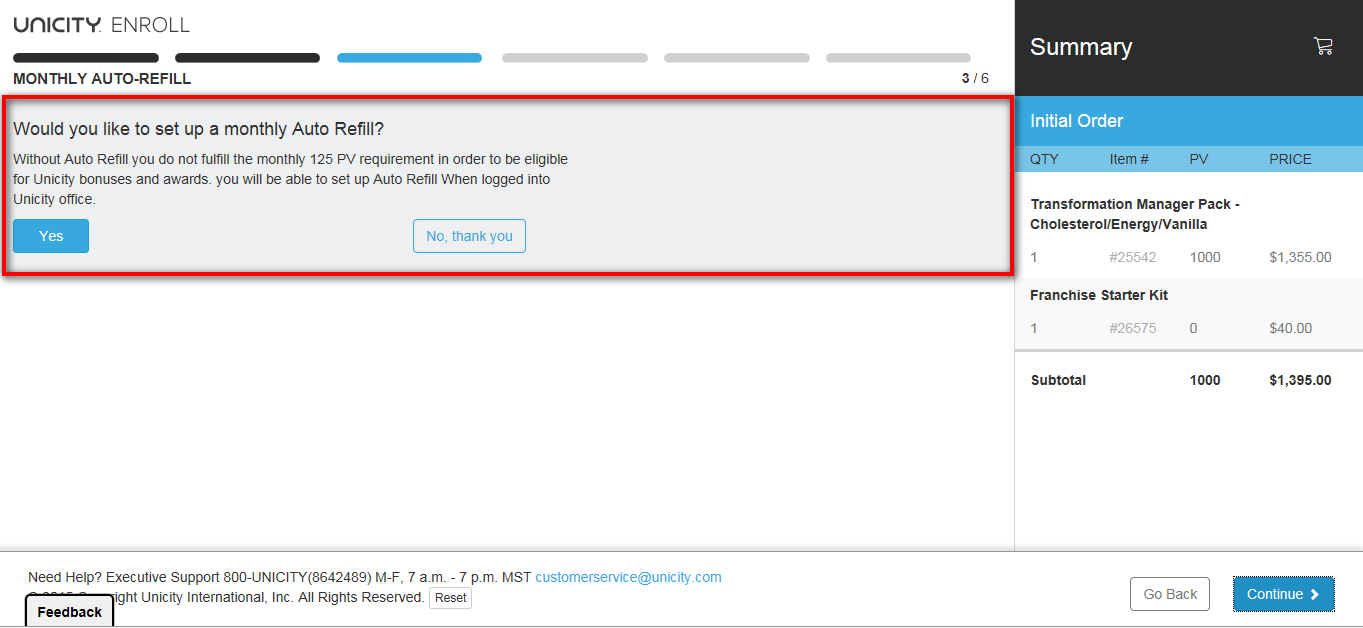 UNICITY. ENROLL
MONTHLY AUTO-REFILL
3 / 6
Would you like to set up a monthly Auto Refill?
Without Auto Refill you do not fulfill the monthly 125 PV requirement in order to be eligible
for Unicity bonuses and awards. you will be able to set up Auto Refill When logged into
Unicity office.
Yes
No, thank you
Summary
Initial Order
QTY Item # PV PRICE
Transformation Manager Pack -
Cholesterol/Energy/Vanilla
1 #25542 1000 $1,355.00
Franchise Starter Kit
1 #26575 0 $40.00
Subtotal 1000 $1,395.00
Need Help? Executive Support 800-UNICITY(8642489) M-F, 7 a.m. - 7 p.m. MST customerservice@unicity.com
Unicity International, Inc. All Rights Reserved. Reset
Feedback
Go Back
Continue